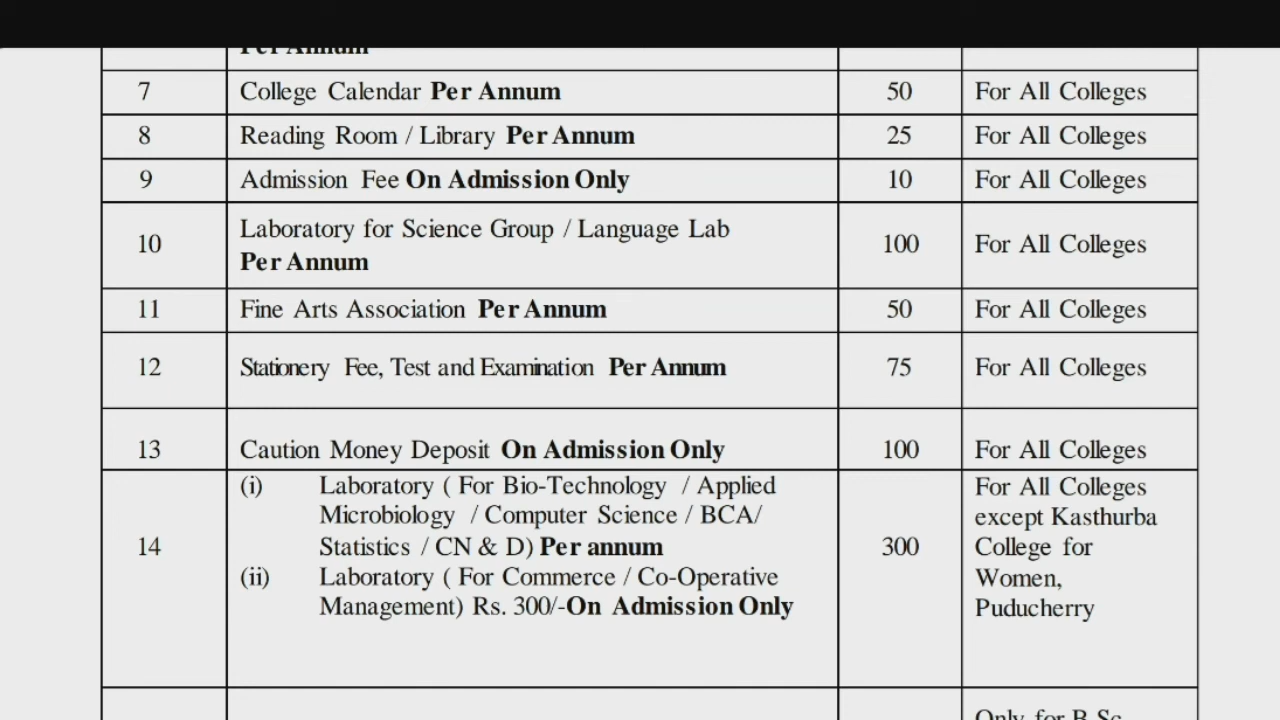 Per Annum
7 College Calendar Per Annum 50 For All Colleges
8 Reading Room / Library Per Annum 25 For All Colleges
9 Admission Fee On Admission Only 10 For All Colleges
10 Laboratory for Science Group / Language Lab Per Annum 100 For All Colleges
11 Fine Arts Association Per Annum 50 For All Colleges
12 Stationery Fee, Test and Examination Per Annum 75 For All Colleges
13 Caution Money Deposit On Admission Only 100 For All Colleges
14
(i) Laboratory ( For Bio-Technology / Applied
Microbiology / Computer Science / BCA/
Statistics / CN & D) Per annum
(ii) Laboratory ( For Commerce / Co-Operative
Management) Rs. 300/-On Admission Only
300
For All Colleges
except Kasthurba
College for
Women,
Puducherry
Only for B.Sc